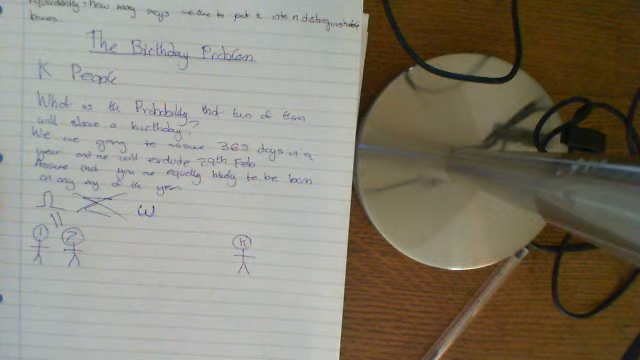 Equivalently: How many ways are to put k into n distinguishable
boxes.
The Birthday Problem
K People
What is the Probability that two of them
will share a birthday?
We are going to assume 365 days in a
year and we will exclude 29th Feb
Assume that you are equally likely to be born
on any day of the year
Ω ω
1 2 K